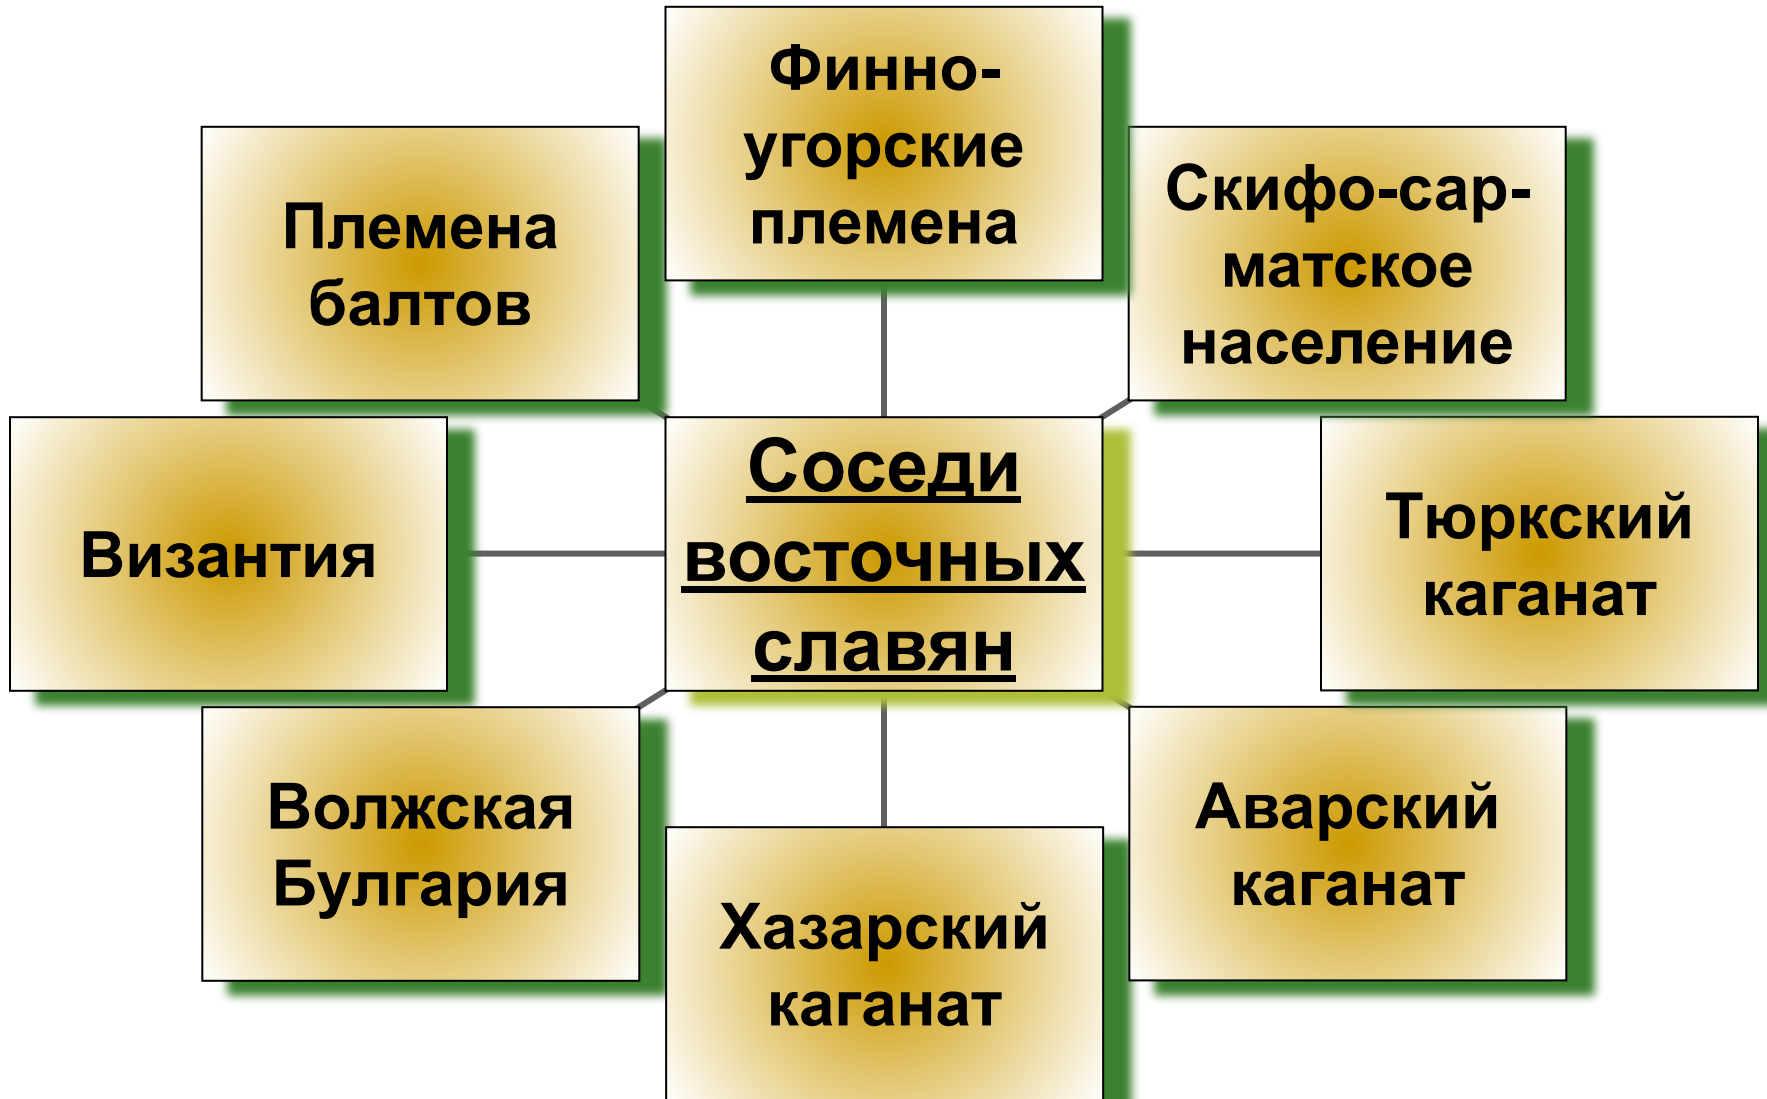 Финно-
угорские
племена
Скифо-сар-
матское
население
Тюркский
каганат
Аварский
каганат
Хазарский
каганат
Волжская
Булгария
Византия
Племена
балтов
Соседи
восточных
славян